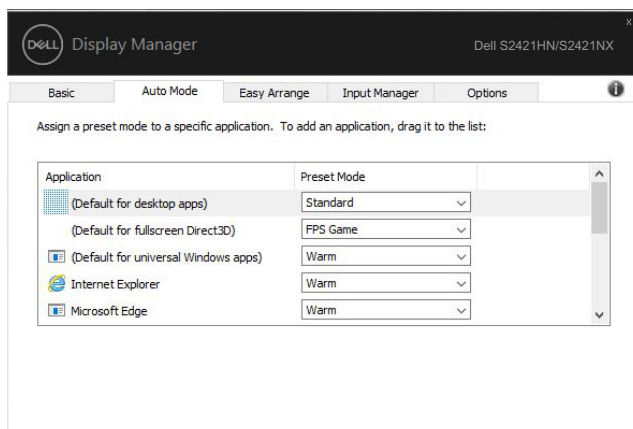 DELL Display Manager Dell S2421HN/S2421NX
Basic Auto Mode Easy Arrange Input Manager Options
Assign a preset mode to a specific application. To add an application, drag it to the list:
Application Preset Mode
(Default for desktop apps) Standard
(Default for fullscreen Direct3D) FPS Game
(Default for universal Windows apps) Warm
Internet Explorer Warm
Microsoft Edge Warm